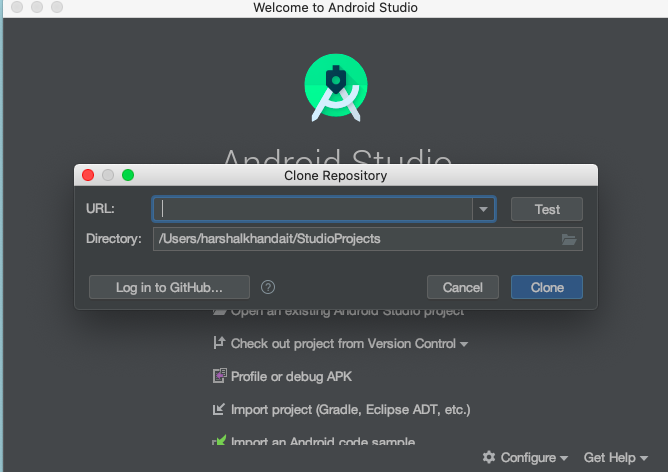 Welcome to Android Studio
Android Studio
Clone Repository
URL:
Test
Directory: /Users/harshalkhandait/StudioProjects
Log in to GitHub... ?
Cancel
Clone
Open an existing Android Studio project
Check out project from Version Control
Profile or debug APK
Import project (Gradle, Eclipse ADT, etc.)
Import an Android code sample
Configure
Get Help